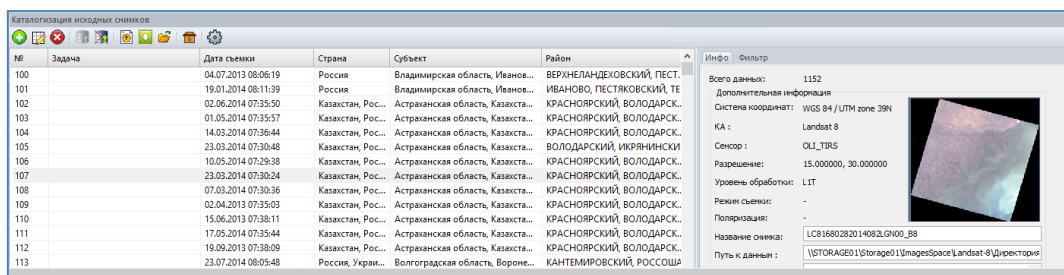 Каталогизация исходных снимков
№ Задача Дата съемки Страна Субъект Район
100 04.07.2013 08:06:19 Россия Владимирская область, Иванов... ВЕРХНЕЛАНДЕХОВСКИЙ, ПЕСТ.
101 19.01.2014 08:11:39 Россия Владимирская область, Иванов... ИВАНОВО, ПЕСТЯКОВСКИЙ, ТЕ
102 02.06.2014 07:35:50 Казахстан, Рос... Астраханская область, Казахста... КРАСНОЯРСКИЙ, ВОЛОДАРСК..
103 01.05.2014 07:35:57 Казахстан, Рос... Астраханская область, Казахста... КРАСНОЯРСКИЙ, ВОЛОДАРСК..
104 14.03.2014 07:36:44 Казахстан, Рос... Астраханская область, Казахста... КРАСНОЯРСКИЙ, ВОЛОДАРСК..
105 23.03.2014 07:30:48 Казахстан, Рос... Астраханская область, Казахста... ВОЛОДАРСКИЙ, ИКРЯНИНСКИ
106 10.05.2014 07:29:38 Казахстан, Рос... Астраханская область, Казахста... КРАСНОЯРСКИЙ, ВОЛОДАРСК..
107 23.03.2014 07:30:24 Казахстан, Рос... Астраханская область, Казахста... КРАСНОЯРСКИЙ, ВОЛОДАРСК..
108 07.03.2014 07:30:36 Казахстан, Рос... Астраханская область, Казахста... КРАСНОЯРСКИЙ, ВОЛОДАРСК..
109 02.04.2013 07:35:03 Казахстан, Рос... Астраханская область, Казахста... КРАСНОЯРСКИЙ, ВОЛОДАРСК..
110 15.06.2013 07:38:11 Казахстан, Рос... Астраханская область, Казахста... КРАСНОЯРСКИЙ, ВОЛОДАРСК..
111 17.05.2014 07:35:44 Казахстан, Рос... Астраханская область, Казахста... КРАСНОЯРСКИЙ, ВОЛОДАРСК..
112 19.09.2013 07:38:09 Казахстан, Рос... Астраханская область, Казахста... КРАСНОЯРСКИЙ, ВОЛОДАРСК..
113 23.07.2014 08:05:48 Россия, Украи... Волгоградская область, Вороне... КАНТЕМИРОВСКИЙ, РОССОША
Инфо Фильтр
Всего данных: 1152
Дополнительная информация
Система координат: WGS 84 / UTM zone 39N
КА : Landsat 8
Сенсор : OLI_TIRS
Разрешение: 15.000000, 30.000000
Уровень обработки: L1T
Режим съемки: -
Поляризация: -
Название снимка: LC81680282014082LGN00_B8
Путь к данным : \\STORAGE01\Storage01\ImagesSpace\Landsat-8\Директория